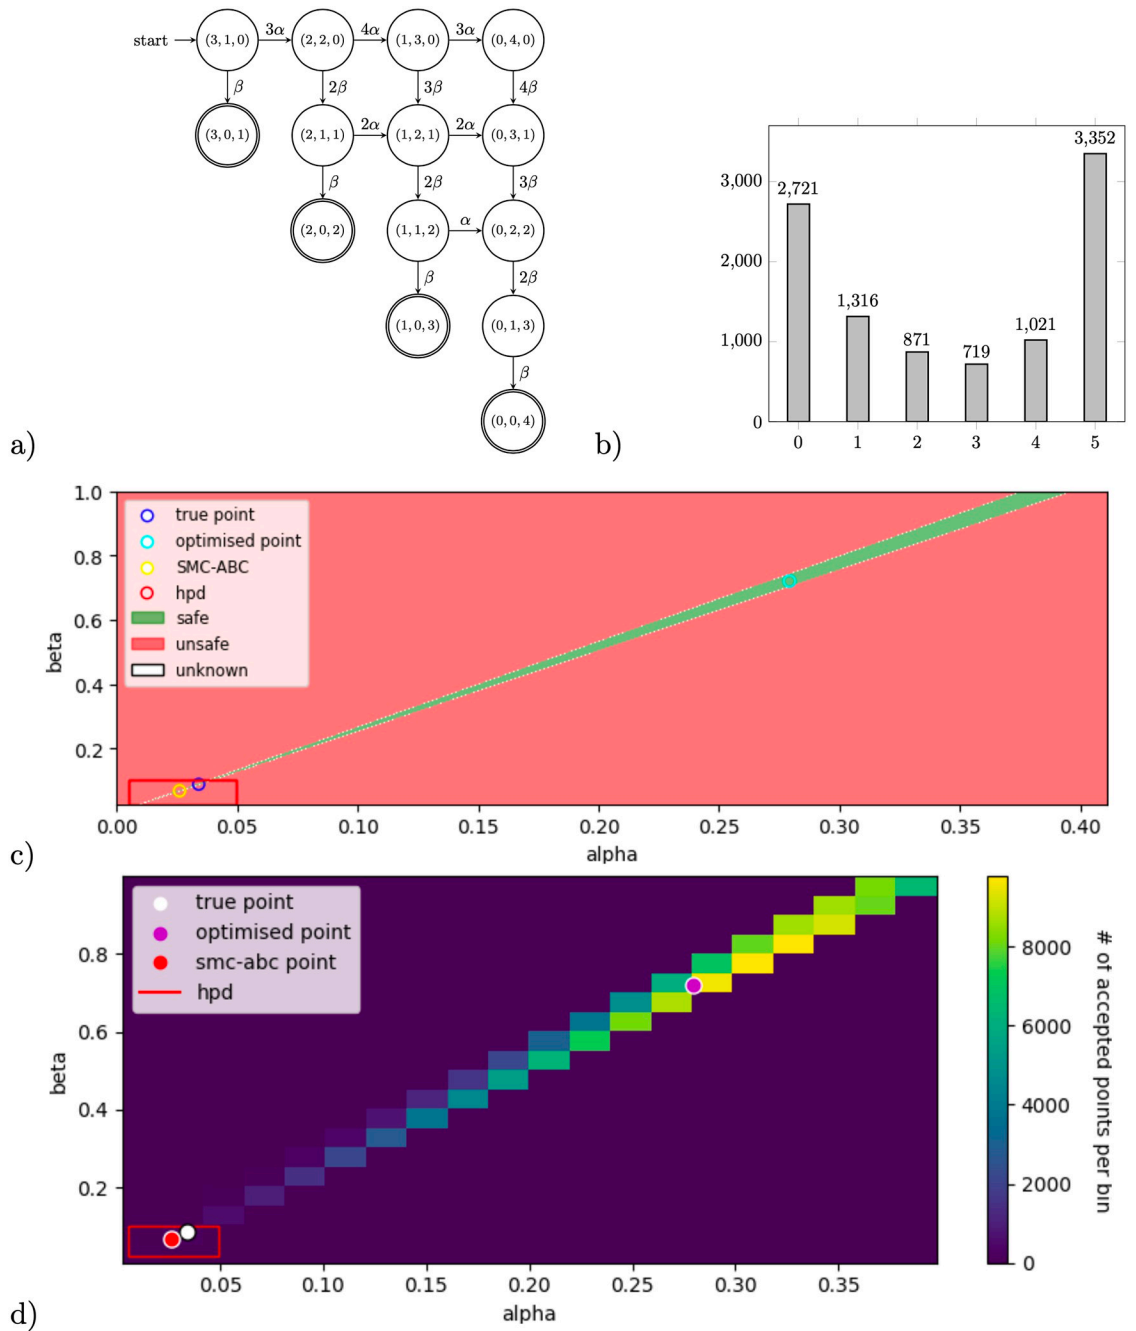 start (3, 1, 0) 3α (2, 2, 0) 4α (1, 3, 0) 3α (0, 4, 0)
β 2β 3β 4β
(3, 0, 1) (2, 1, 1) 2α (1, 2, 1) 2α (0, 3, 1)
β 2β 3β
(2, 0, 2) (1, 1, 2) α (0, 2, 2)
β 2β
(1, 0, 3) (0, 1, 3)
β
(0, 0, 4)
a)
3,352
3,000
2,721
2,000
1,316
1,021
1,000
871
719
0
0 1 2 3 4 5
b)
1.0
0.8
0.6
0.4
0.2
beta
true point
optimised point
SMC-ABC
hpd
safe
unsafe
unknown
0.00 0.05 0.10 0.15 0.20 0.25 0.30 0.35 0.40
alpha
c)
true point
optimised point
smc-abc point
hpd
0.8
0.6
0.4
0.2
beta
0.05 0.10 0.15 0.20 0.25 0.30 0.35
alpha
8000
6000
4000
2000
0
# of accepted points per bin
d)